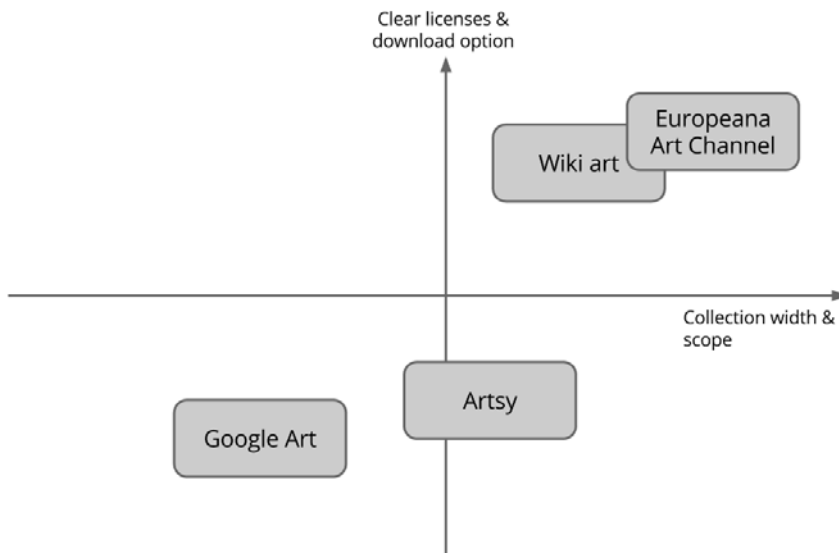 Clear licenses &
download option
Europeana
Art Channel
Wiki art
Collection width &
scope
Artsy
Google Art